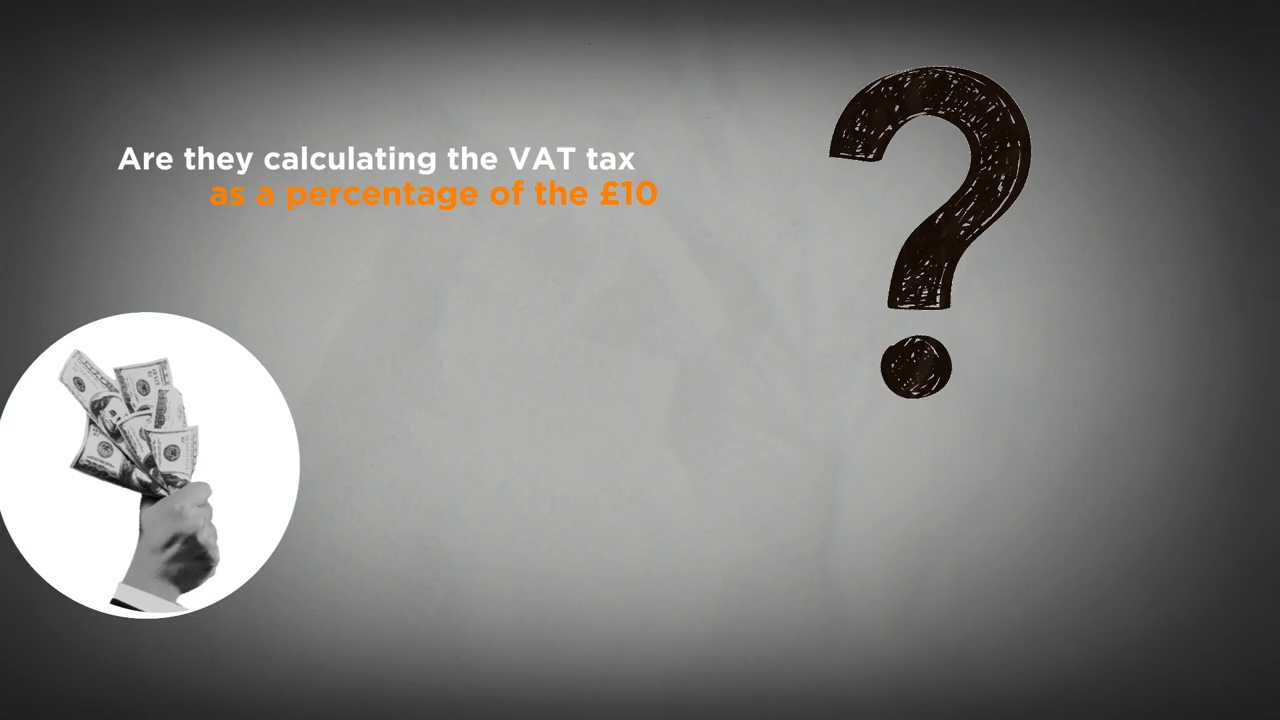 Are they calculating the VAT tax
as a percentage of the £10
?